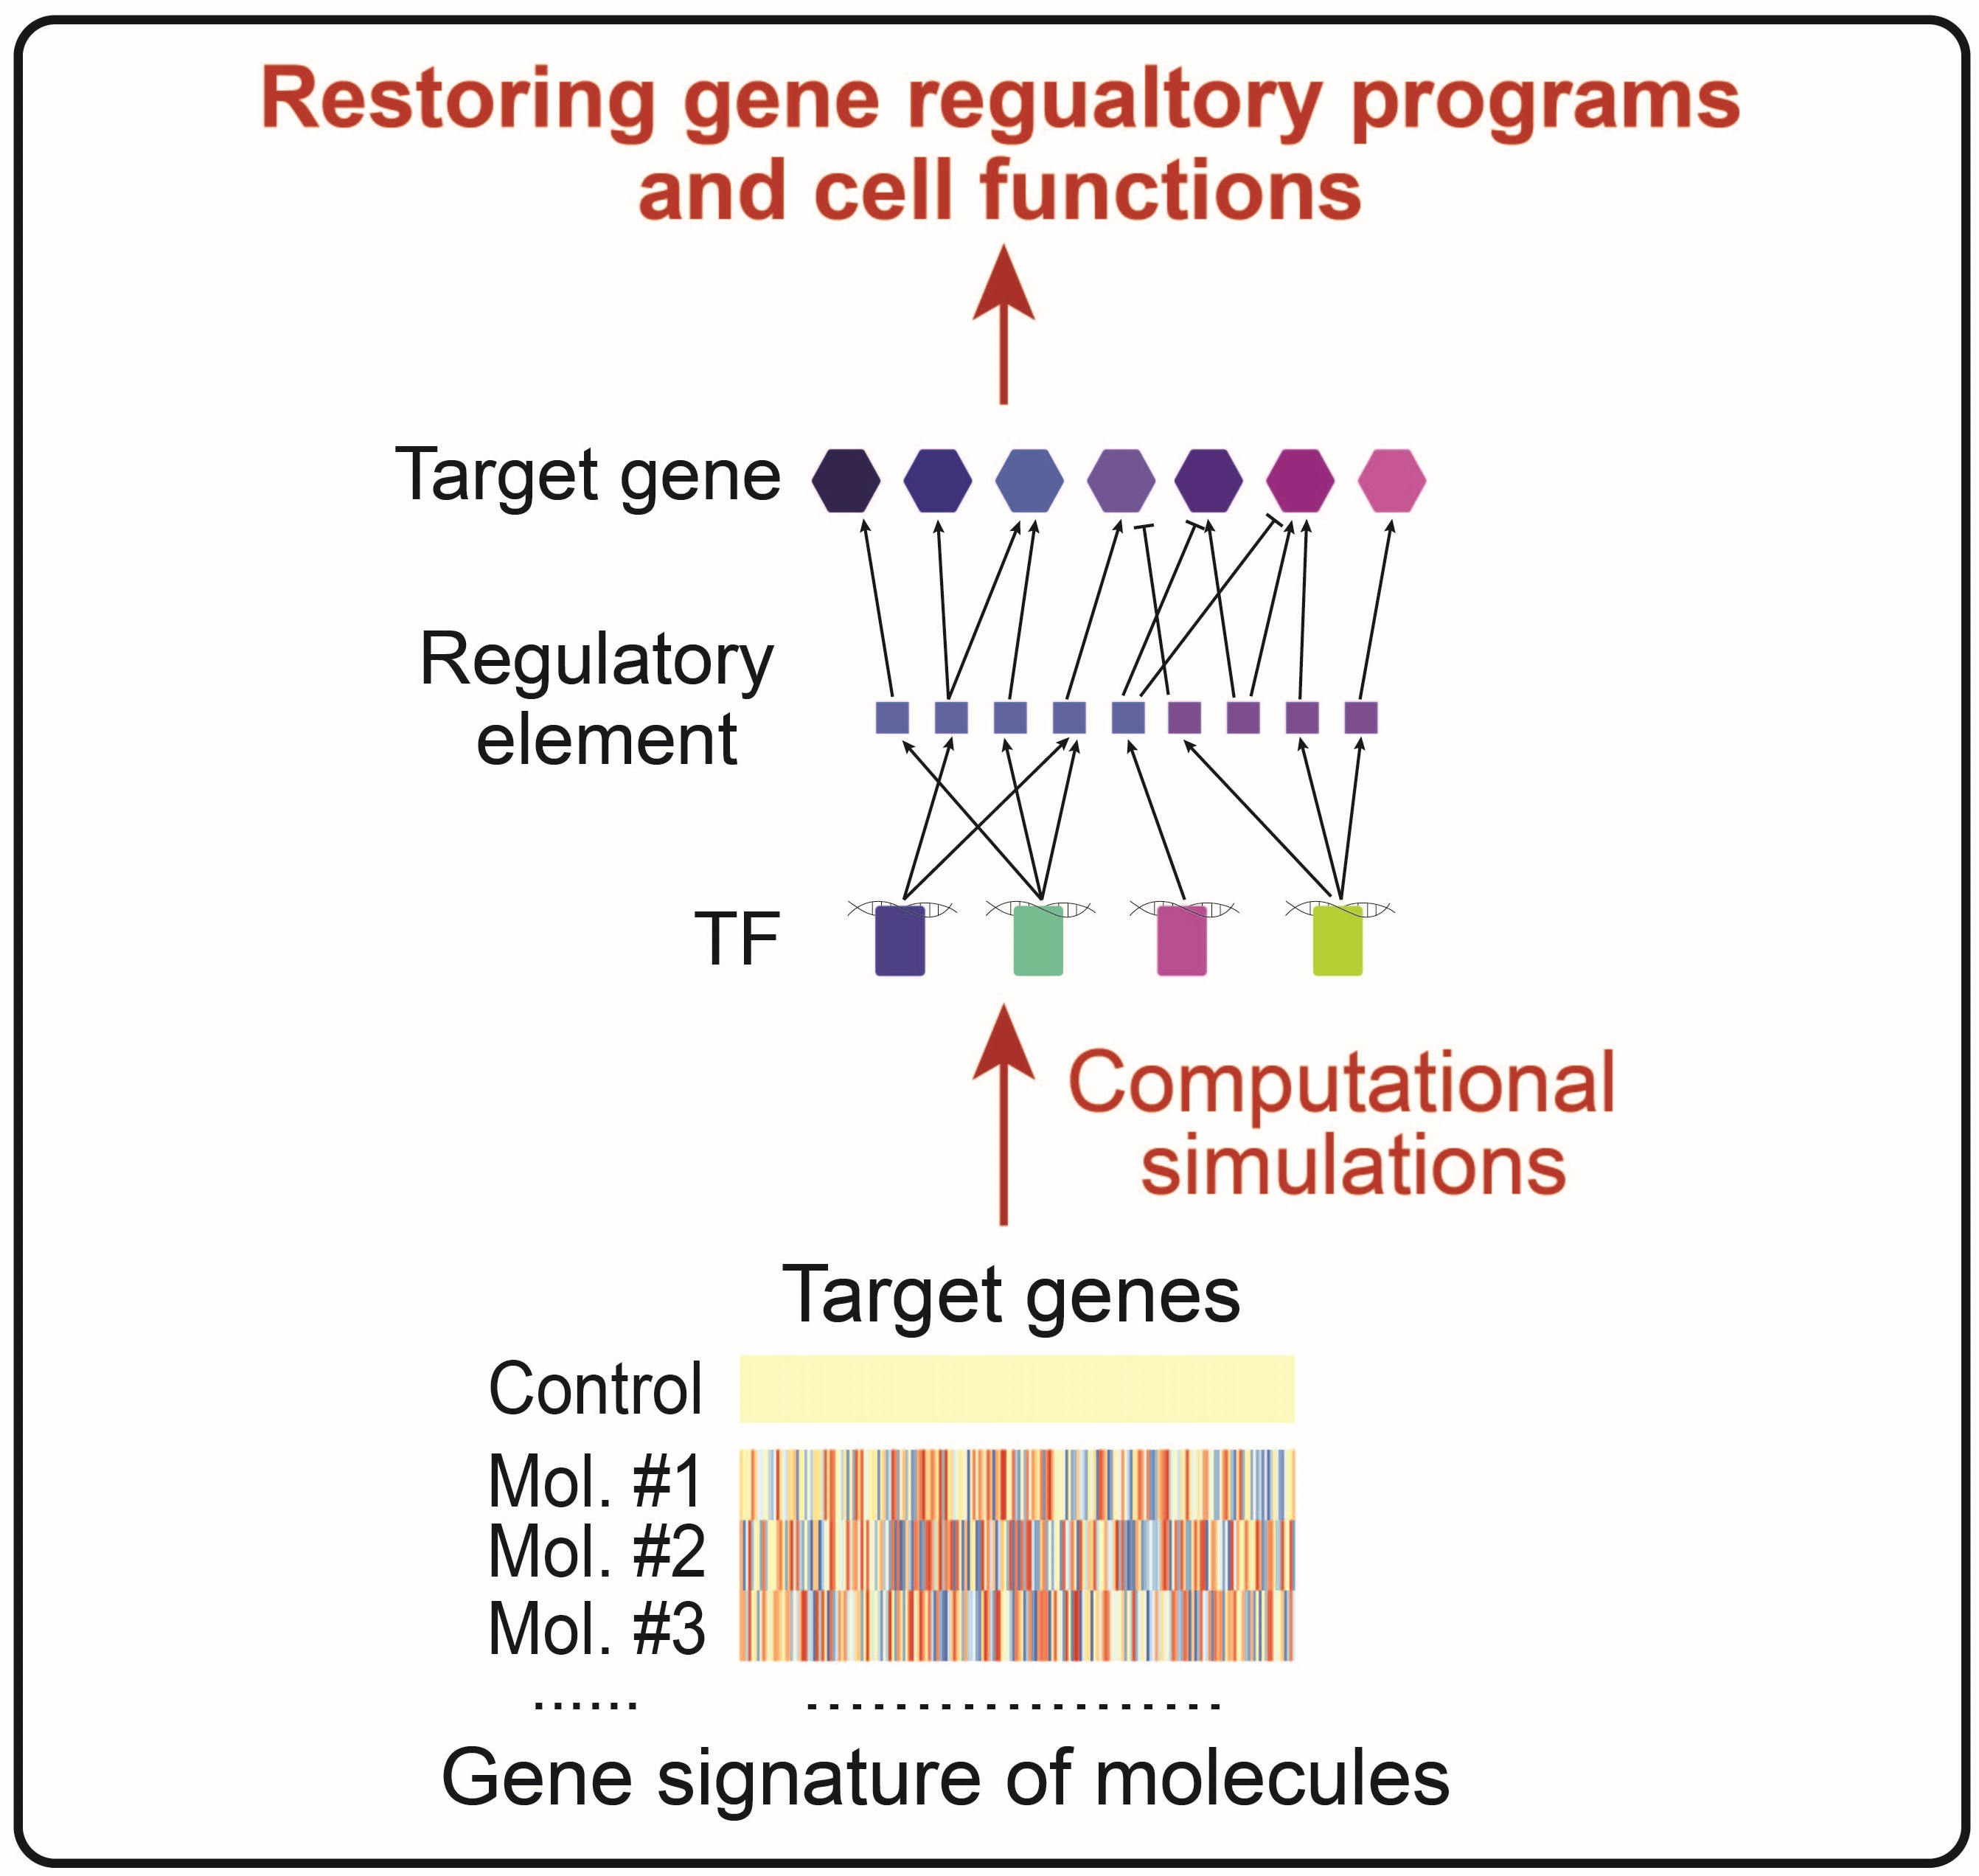 Restoring gene regualtory programs
and cell functions
Target gene
Regulatory
element
TF
Computational
simulations
Target genes
Control
Mol. #1
Mol. #2
Mol. #3
......
Gene signature of molecules